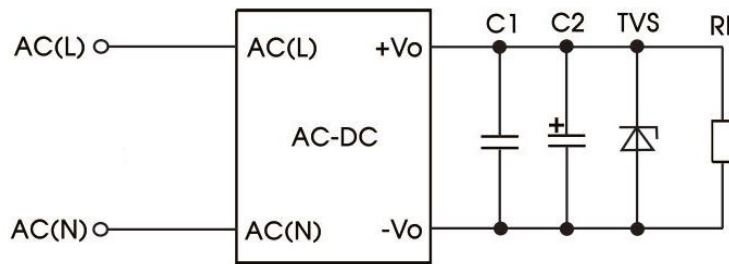 C1 C2 TVS
AC(L) AC(L) +Vo
AC-DC
AC(N) AC(N) -Vo